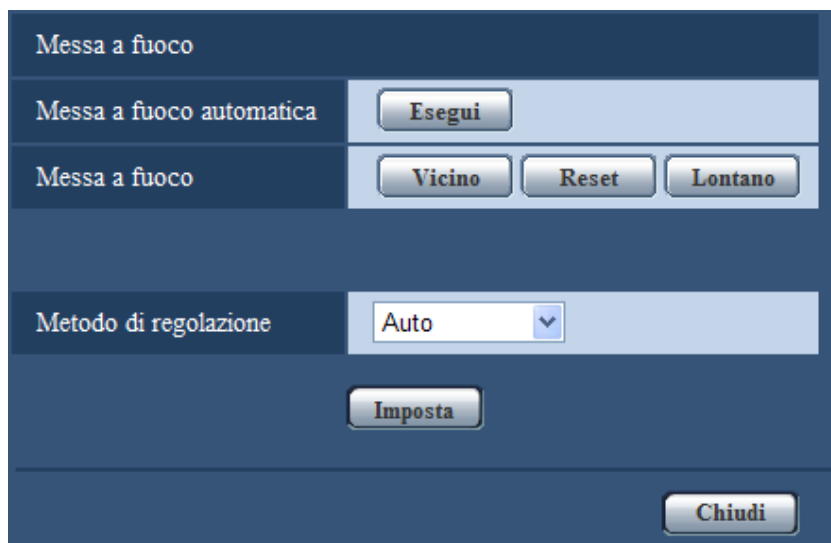 Messa a fuoco
Messa a fuoco automatica Esegui
Messa a fuoco Vicino Reset Lontano
Metodo di regolazione Auto
Imposta
Chiudi